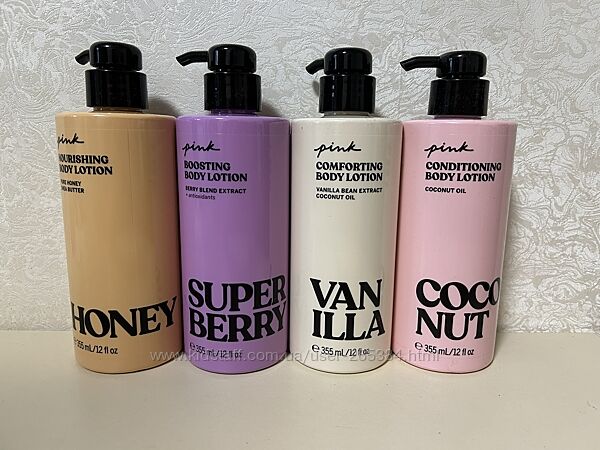 pink
NOURISHING
BODY LOTION
PURE HONEY
SHEA BUTTER
HONEY
℮ 355 mL/12 fl oz
pink
BOOSTING
BODY LOTION
BERRY BLEND EXTRACT
+ antioxidants
SUPER
BERRY
℮ 355 mL/12 fl oz
pink
COMFORTING
BODY LOTION
VANILLA BEAN EXTRACT
COCONUT OIL
VAN
ILLA
℮ 355 mL/12 fl oz
pink
CONDITIONING
BODY LOTION
COCONUT OIL
COCO
NUT
℮ 355 mL/12 fl oz